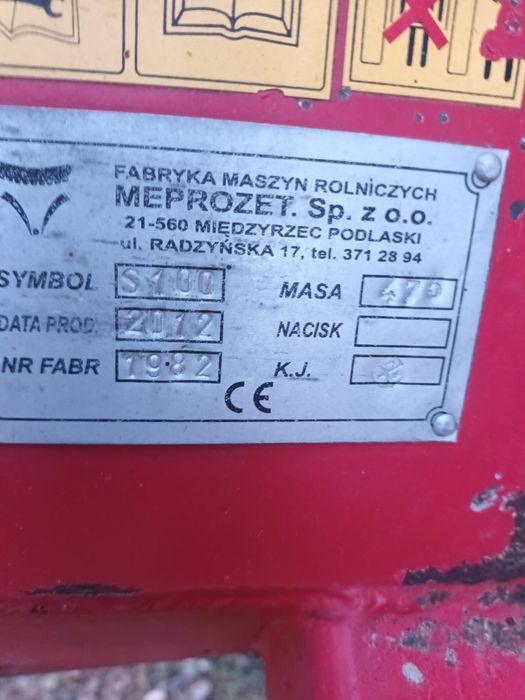 FABRYKA MASZYN ROLNICZYCH
MEPROZET. Sp. z o.o.
21-560 MIĘDZYRZEC PODLASKI
ul. RADZYŃSKA 17, tel. 371 28 94
SYMBOL S100 MASA
DATA PROD. 2012 NACISK
NR FABR 1982 K.J.
CE